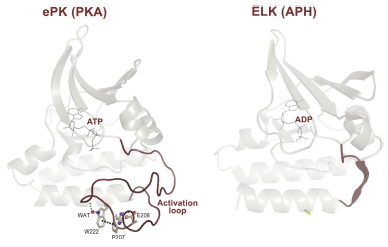 ePK (PKA)
ELK (APH)
ATP
ADP
Activation
loop
WAT
E208
W222
P207